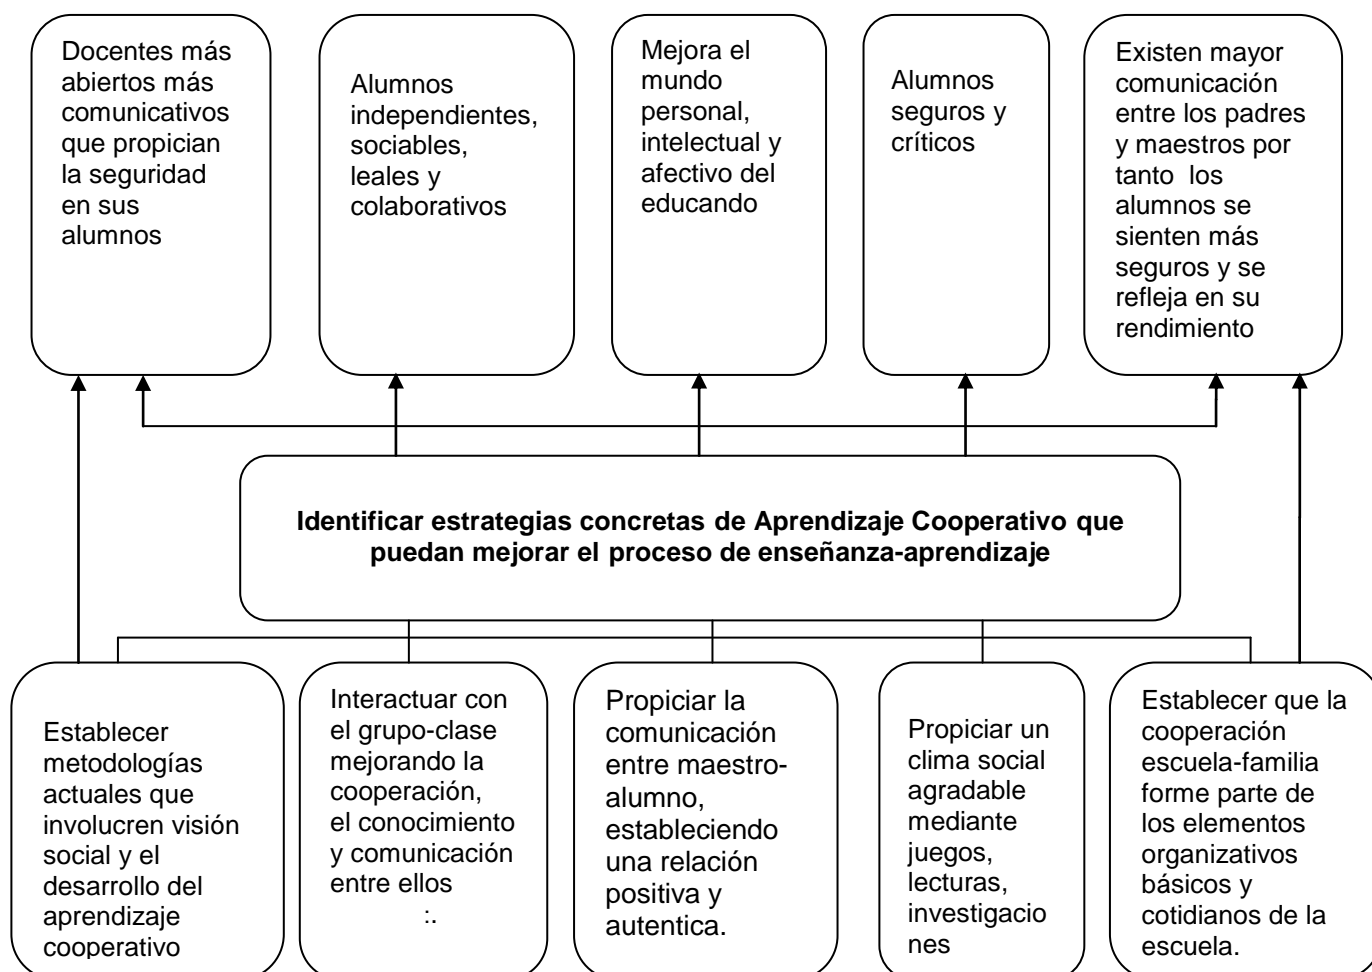 Docentes más
abiertos más
comunicativos
que propician
la seguridad
en sus
alumnos
Alumnos
independientes,
sociables,
leales y
colaborativos
Mejora el
mundo
personal,
intelectual y
afectivo del
educando
Alumnos
seguros y
críticos
Existen mayor
comunicación
entre los padres
y maestros por
tanto los
alumnos se
sienten más
seguros y se
refleja en su
rendimiento
Identificar estrategias concretas de Aprendizaje Cooperativo que
puedan mejorar el proceso de enseñanza-aprendizaje
Establecer
metodologías
actuales que
involucren visión
social y el
desarrollo del
aprendizaje
cooperativo
Interactuar con
el grupo-clase
mejorando la
cooperación,
el conocimiento
y comunicación
entre ellos
:.
Propiciar la
comunicación
entre maestro-
alumno,
estableciendo
una relación
positiva y
autentica.
Propiciar un
clima social
agradable
mediante
juegos,
lecturas,
investigacio
nes
Establecer que la
cooperación
escuela-familia
forme parte de
los elementos
organizativos
básicos y
cotidianos de la
escuela.